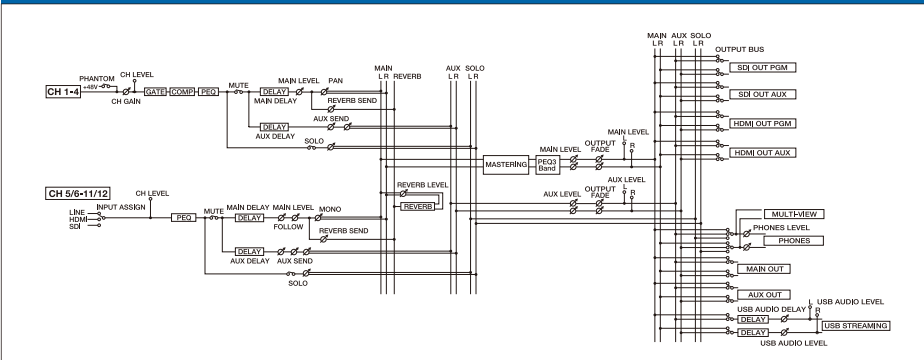 MAIN AUX SOLO
L R L R L R
OUTPUT BUS
SDI OUT PGM
SDI OUT AUX
HDMI OUT PGM
HDMI OUT AUX
MAIN
L R REVERB
AUX SOLO
L R L R
PHANTOM
+48V
CH LEVEL
CH 1-4
CH GAIN
GATE COMP PEQ
MUTE
DELAY
MAIN DELAY
MAIN LEVEL
PAN
REVERB SEND
DELAY
AUX DELAY
AUX SEND
SOLO
MASTERING
PEQ3
Band
MAIN LEVEL
OUTPUT
FADE
MAIN LEVEL
L
R
REVERB LEVEL
REVERB
AUX LEVEL
OUTPUT
FADE
AUX LEVEL
L
R
CH 5/6-11/12
LINE
HDMI
SDI
INPUT ASSIGN
CH LEVEL
PEQ
MUTE
MAIN DELAY
DELAY
MAIN LEVEL
FOLLOW
MONO
REVERB SEND
DELAY
AUX DELAY
AUX SEND
SOLO
MULTI-VIEW
PHONES LEVEL
PHONES
MAIN OUT
AUX OUT
USB AUDIO DELAY
L
R
USB AUDIO LEVEL
DELAY
USB STREAMING
DELAY
USB AUDIO LEVEL